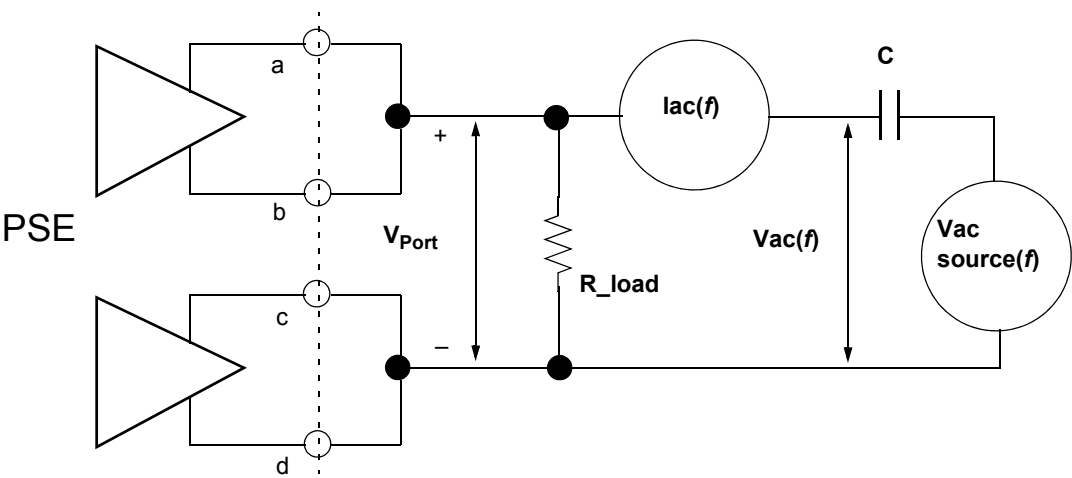 C
Iac(f)
a
+
b
PSE
VPort
Vac(f)
Vac
source(f)
R_load
c
–
d